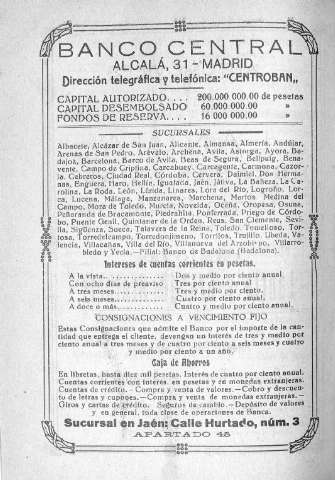 BANCO CENTRAL
ALCALÁ, 31 - MADRID
Dirección telegráfica y telefónica: "CENTROBAN„
CAPITAL AUTORIZADO.... 200.000.000.00 de pesetas
CAPITAL DESEMBOLSADO 60.000.000.00 »
FONDOS DE RESERVA.... 16 000.000.00 »
SUCURSALES
Albacete, Alcázar de San Juan, Alicante, Almansa, Almería, Andújar,
Arenas de San Pedro, Arévalo, Archena, Avila, Astorga, Ayora, Ba-
dajoz, Barcelona, Barco de Avila, Beas de Segura, Bellpuig, Bena-
vente, Campo de Criptana, Carcabuey, Carcagente, Carmona, Cazor-
la, Cebreros, Ciudad Real, Córdoba, Cervera, Daimiel, Dos Herma-
nas, Enguera, Haro, Hellín, Igualada, Jaén, Játiva, La Bañeza, La Ca-
rolina, La Roda, León, Lérida, Linares, Lora del Río, Logroño, Lor-
ca, Lucena, Málaga, Manzanares, Marchena, Martos, Medina del
Campo, Mora de Toledo, Murcia, Novelda, Ocaña, Oropesa, Osuna,
Peñaranda de Bracamonte, Piedrahita, Ponferrada, Priego de Córdo-
ba, Puente Genil, Quintanar de la Orden, Reus, San Clemente, Sevi-
lla, Sigüenza, Sueca, Talavera de la Reina, Toledo, Tomelloso, Tor-
tosa, Torredelcampo, Torredonjimeno, Torrijos, Trujillo, Ubeda, Va-
lencia, Villacañas, Villa del Río, Villanueva del Arzobispo, Villarro-
bledo y Yecla.—Filial: Banco de Badalona (Badalona).
Intereses de cuentas corrientes en pesetas.
A la vista.. Dos y medio por ciento anual
Con ocho días de preaviso Tres por ciento anual
A tres meses Tres y medio por ciento.
A seis meses Cuatro por ciento anual.
A doce o más Cuatro y medio por ciento anual
CONSIGNACIONES A VENCIMIENTO FIJO
Estas Consignaciones que admite el Banco por el importe de la can-
tidad que entrega el cliente, devengan un interés de tres y medio por
ciento anual a tres meses y de cuatro por ciento a seis meses y cuatro
y medio por ciento a un año.
Caja de Ahorros
En libretas, hasta diez mil pesetas. Interés de cuatro por ciento anual.
Cuentas corrientes con interés en pesetas y en monedas extranjeras.
Cuentas de crédito. - Compra y venta de valores.- Cobro y descuen-
to de letras y cupones.—Compra y venta de monedas extranjeras.—
Giros y cartas de crédito. Seguros de cambio.—Depósito de valores
y en general, toda clase de operaciones de Banca.
Sucursal en Jaén: Calle Hurtado, núm. 3
APARTADO 45